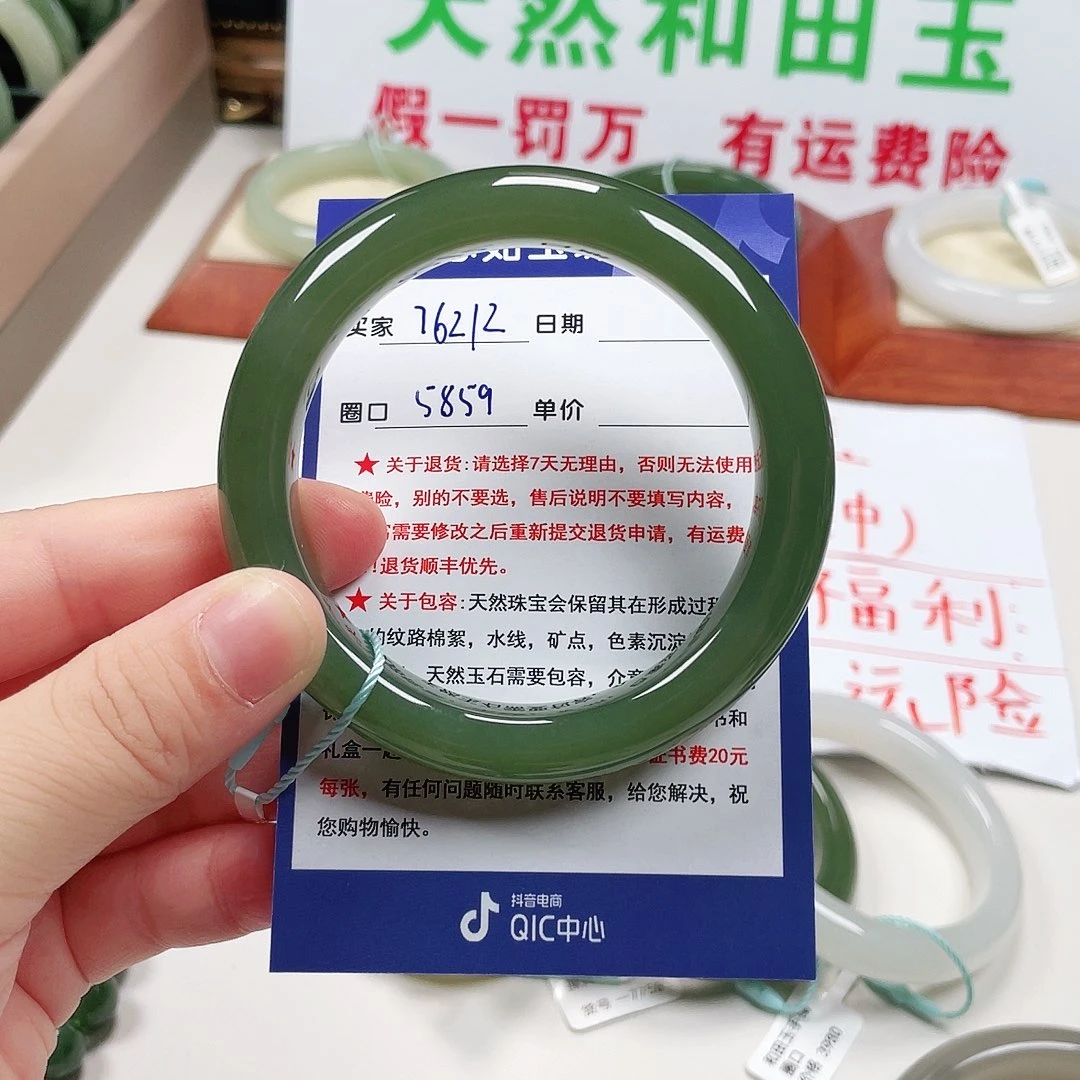 天然和田玉
假一罚万 有运费险
买家 76212 日期
圈口 5859 单价
★关于退货:请选择7天无理由，否则无法使用
险，别的不要选，售后说明不要填写内容，
需要修改之后重新提交退货申请，有运费
退货顺丰优先。
★关于包容:天然珠宝会保留其在形成过程
纹路棉絮，水线，矿点，色素沉淀
天然玉石需要包容，介意
书和
礼盒一起
证书费20元
每张，有任何问题随时联系客服，给您解决，祝
您购物愉快。
抖音电商
QIC中心
中）
福利:
运险